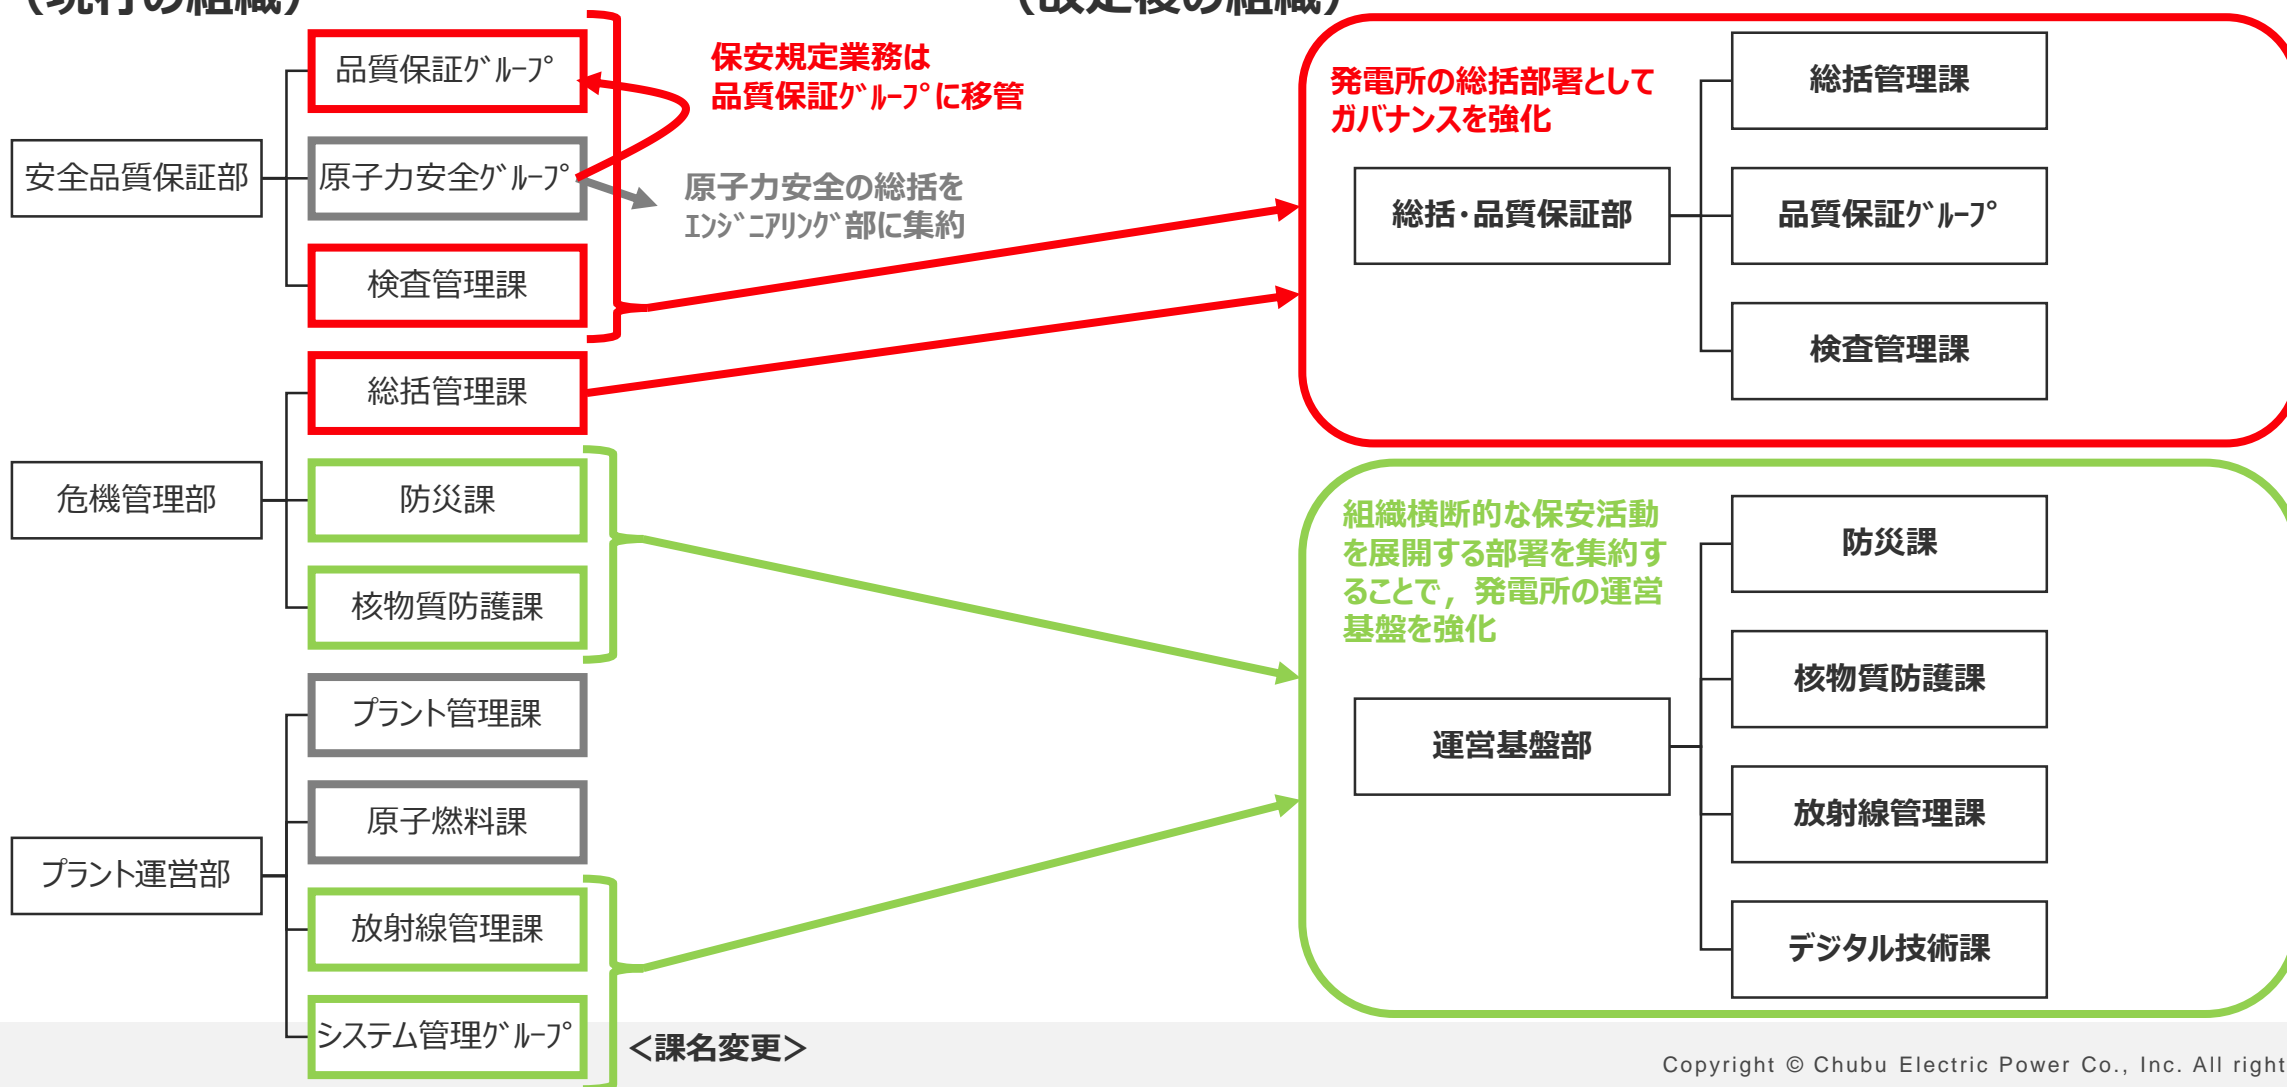 (現行の組織)
(改定後の組織)
品質保証ｸﾞﾙｰﾌﾟ
保安規定業務は
品質保証ｸﾞﾙｰﾌﾟに移管
安全品質保証部
原子力安全ｸﾞﾙｰﾌﾟ
原子力安全の総括を
ｴﾝｼﾞﾆｱﾘﾝｸﾞ部に集約
検査管理課
総括管理課
危機管理部
防災課
核物質防護課
プラント管理課
原子燃料課
プラント運営部
放射線管理課
システム管理ｸﾞﾙｰﾌﾟ
＜課名変更＞
発電所の総括部署として
ガバナンスを強化
総括管理課
総括・品質保証部
品質保証ｸﾞﾙｰﾌﾟ
検査管理課
組織横断的な保安活動
を展開する部署を集約す
ることで，発電所の運営
基盤を強化
防災課
核物質防護課
運営基盤部
放射線管理課
デジタル技術課
Copyright © Chubu Electric Power Co., Inc. All right